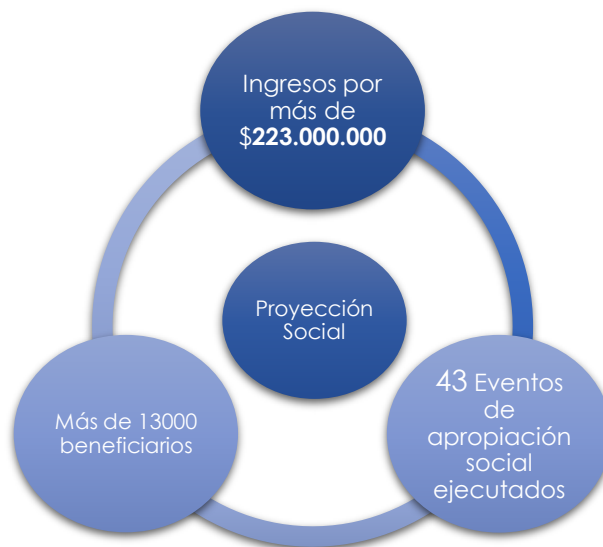 Ingresos por
más de
$223.000.000
Proyección
Social
Más de 13000
beneficiarios
43 Eventos
de
apropiación
social
ejecutados